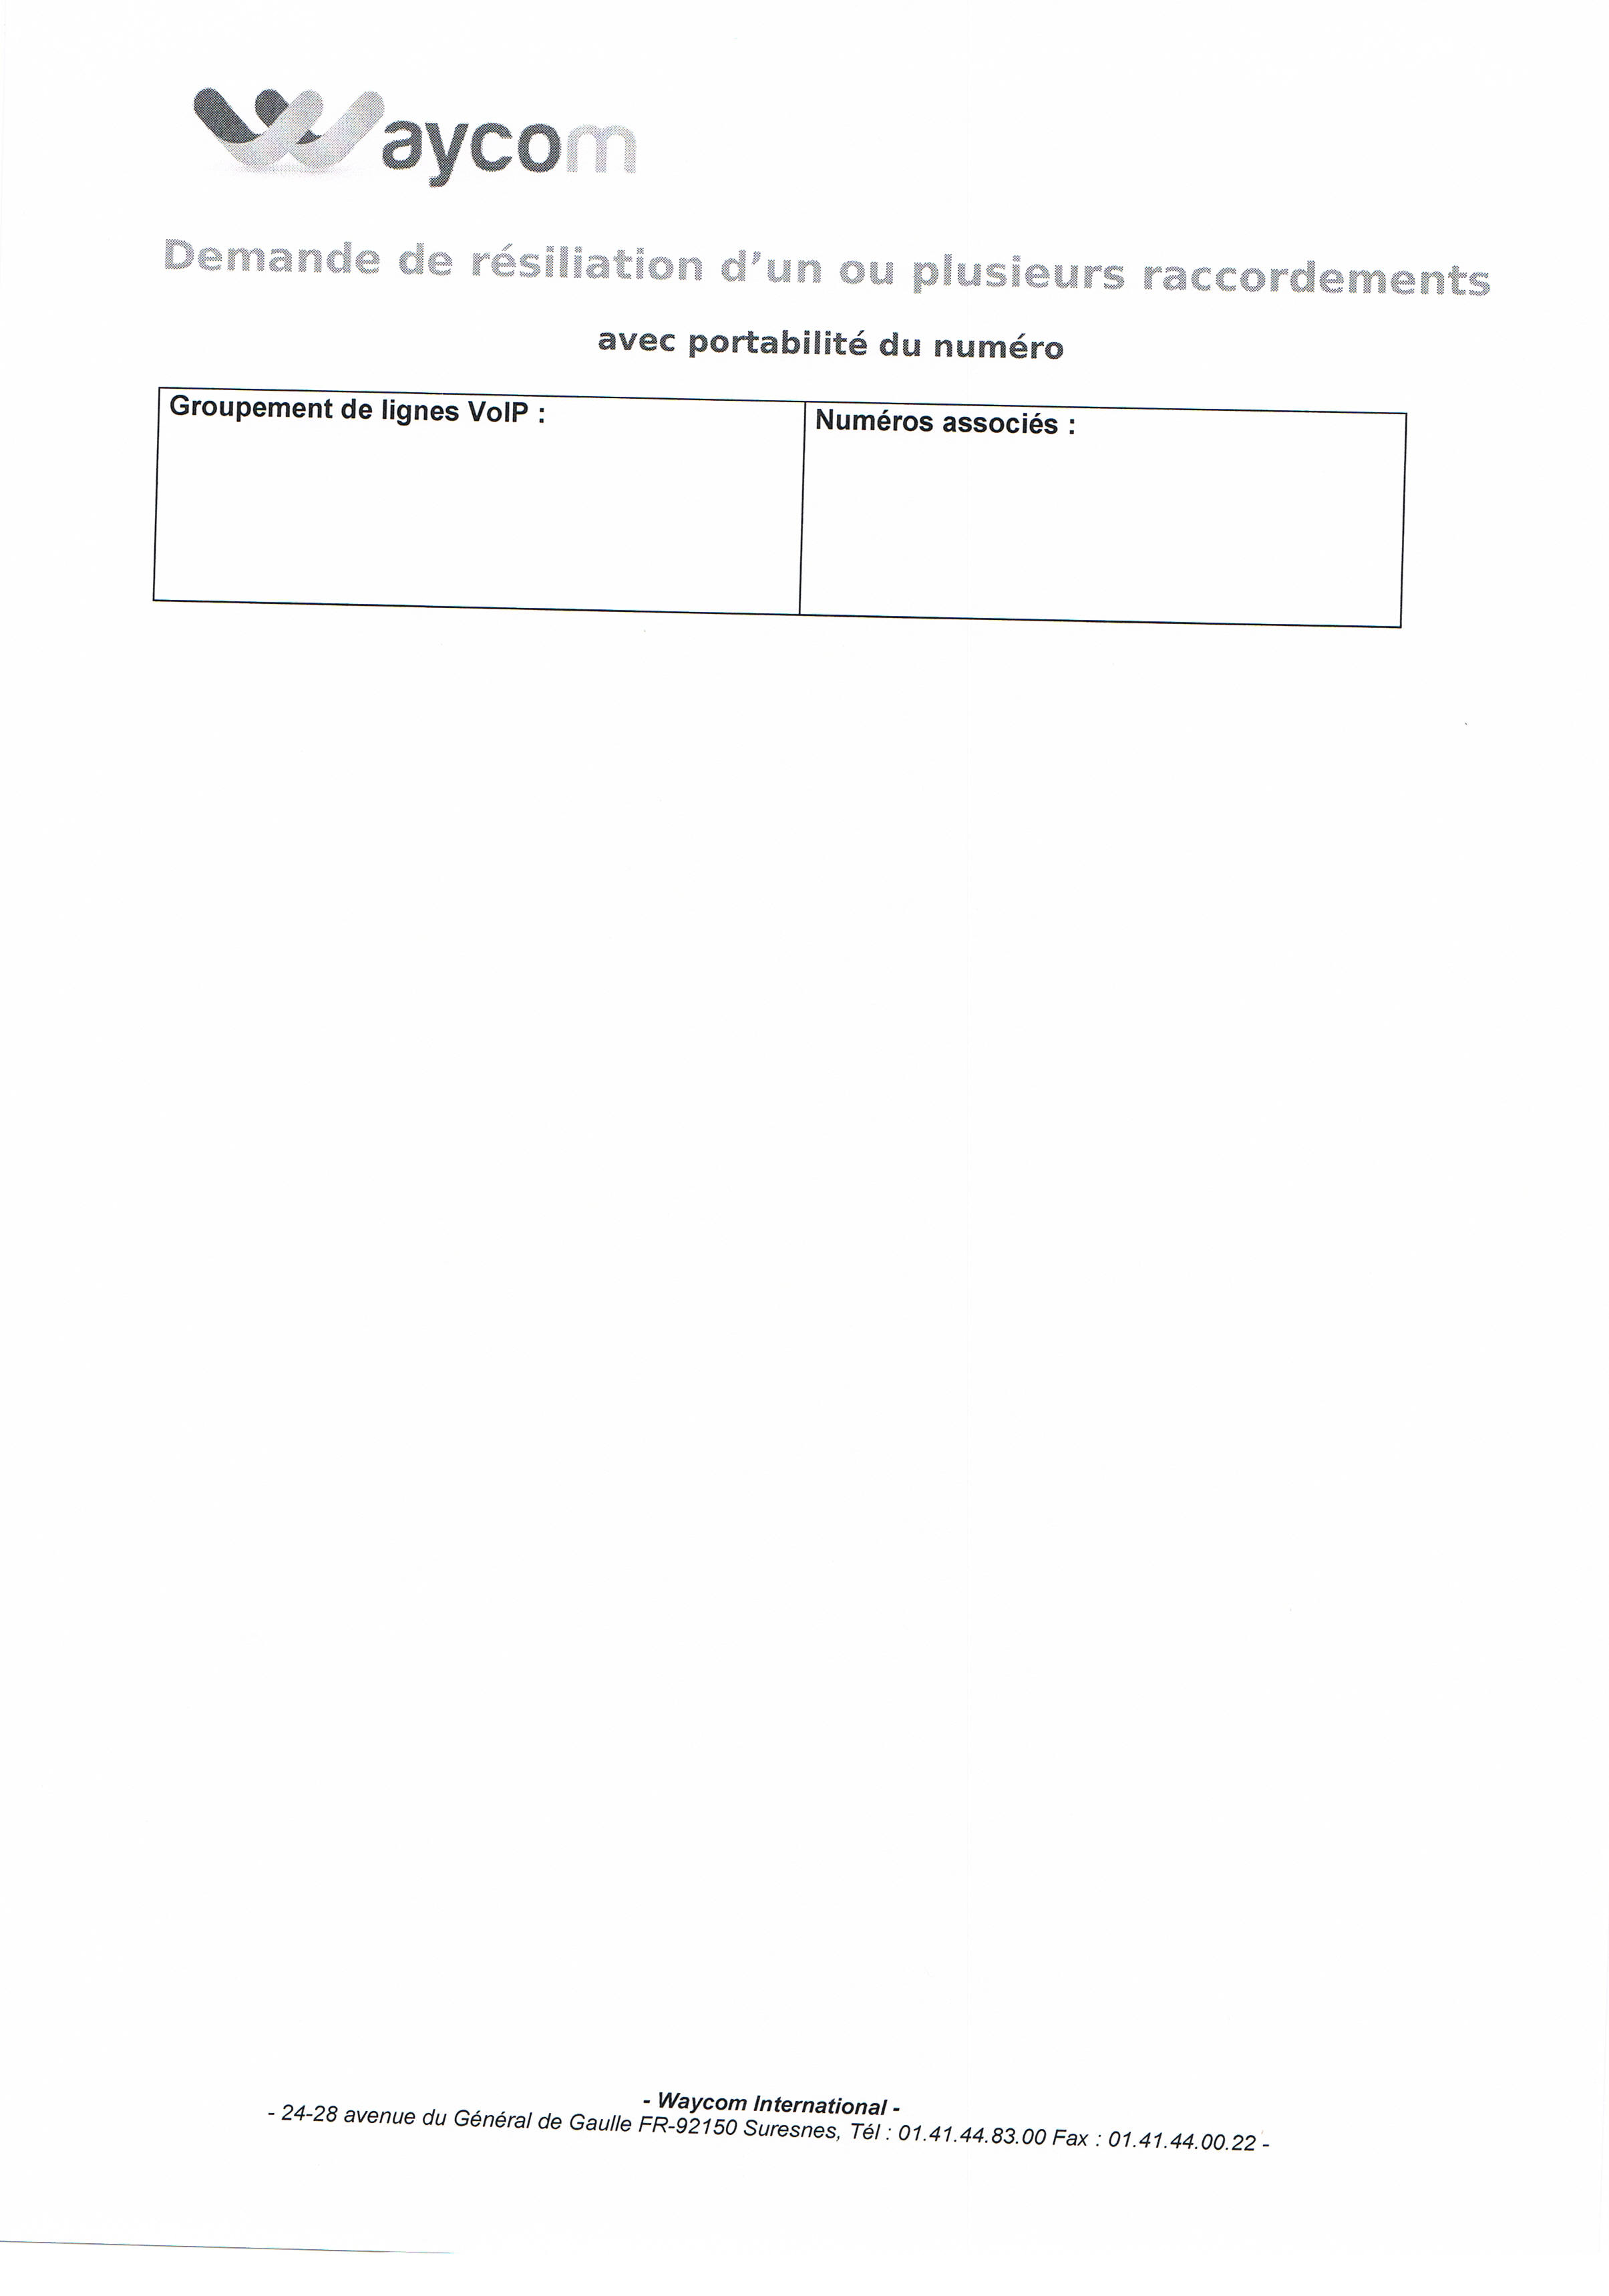 Waycom
Demande de résiliation d'un ou plusieurs raccordements
avec portabilité du numéro
Groupement de lignes VoIP :
Numéros associés :
- Waycom International -
- 24-28 avenue du Général de Gaulle FR-92150 Suresnes, Tél : 01.41.44.83.00 Fax : 01.41.44.00.22 -